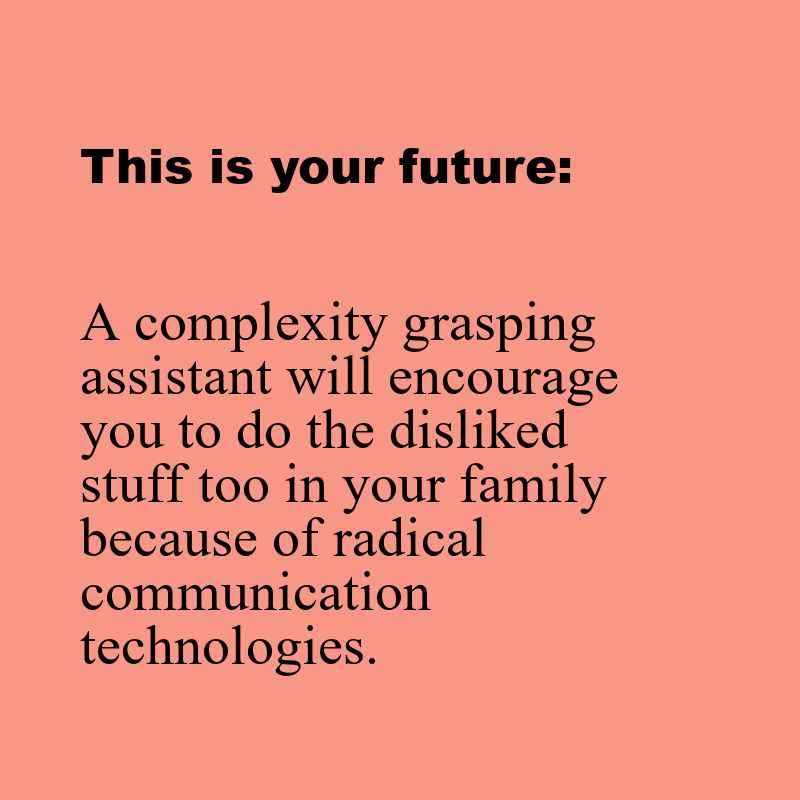 This is your future:
A complexity grasping
assistant will encourage
you to do the disliked
stuff too in your family
because of radical
communication
technologies.